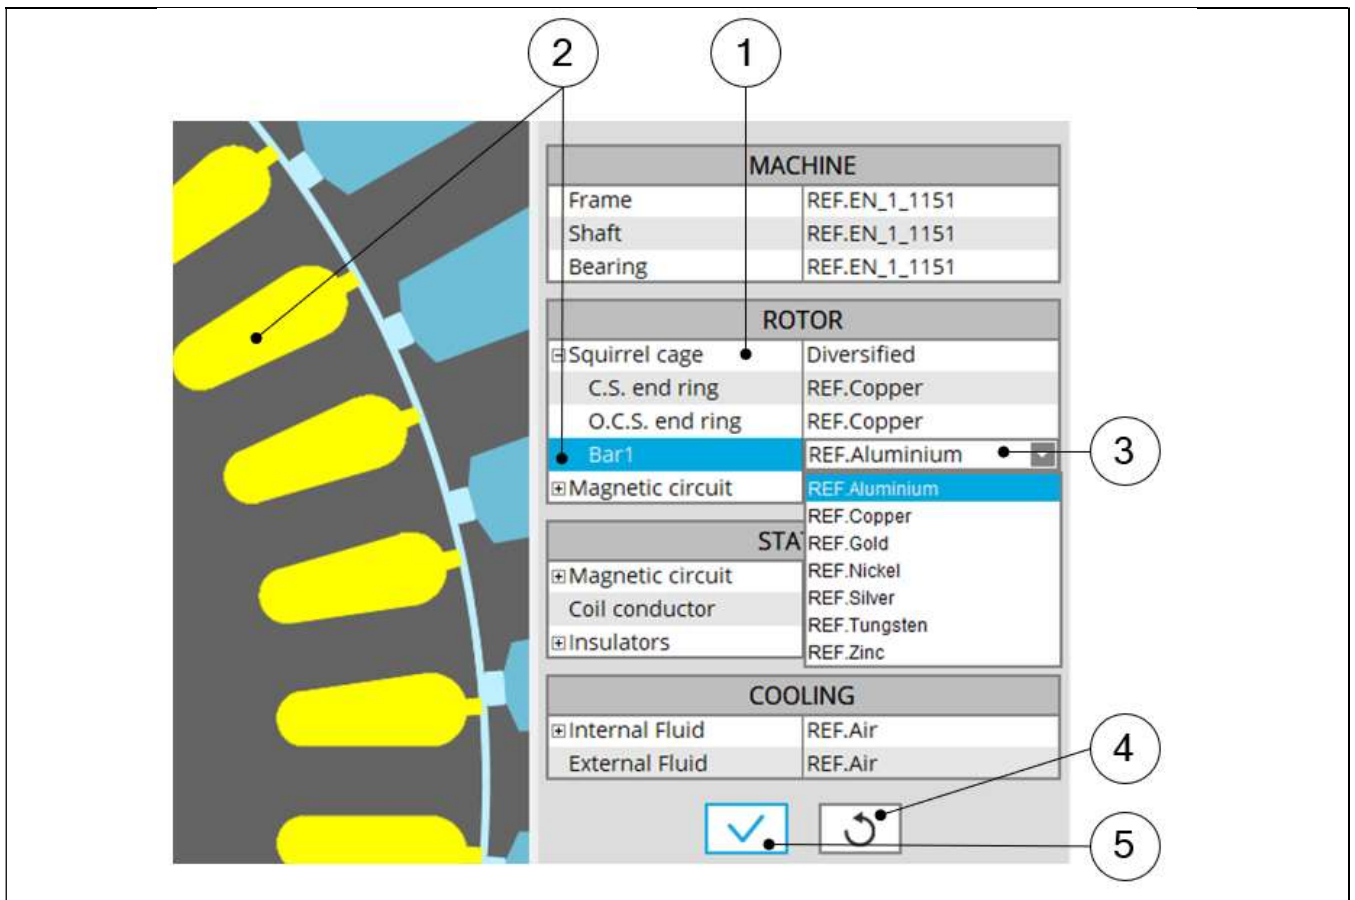 2 1
MACHINE
Frame REF.EN_1_1151
Shaft REF.EN_1_1151
Bearing REF.EN_1_1151
ROTOR
Squirrel cage Diversified
C.S. end ring REF.Copper
O.C.S. end ring REF.Copper
Bar1 REF.Aluminium 3
Magnetic circuit REF.Aluminium
REF.Copper
STA REF.Gold
Magnetic circuit REF.Nickel
Coil conductor REF.Silver
REF.Tungsten
Insulators REF.Zinc
COOLING
Internal Fluid REF.Air
External Fluid REF.Air
4
5